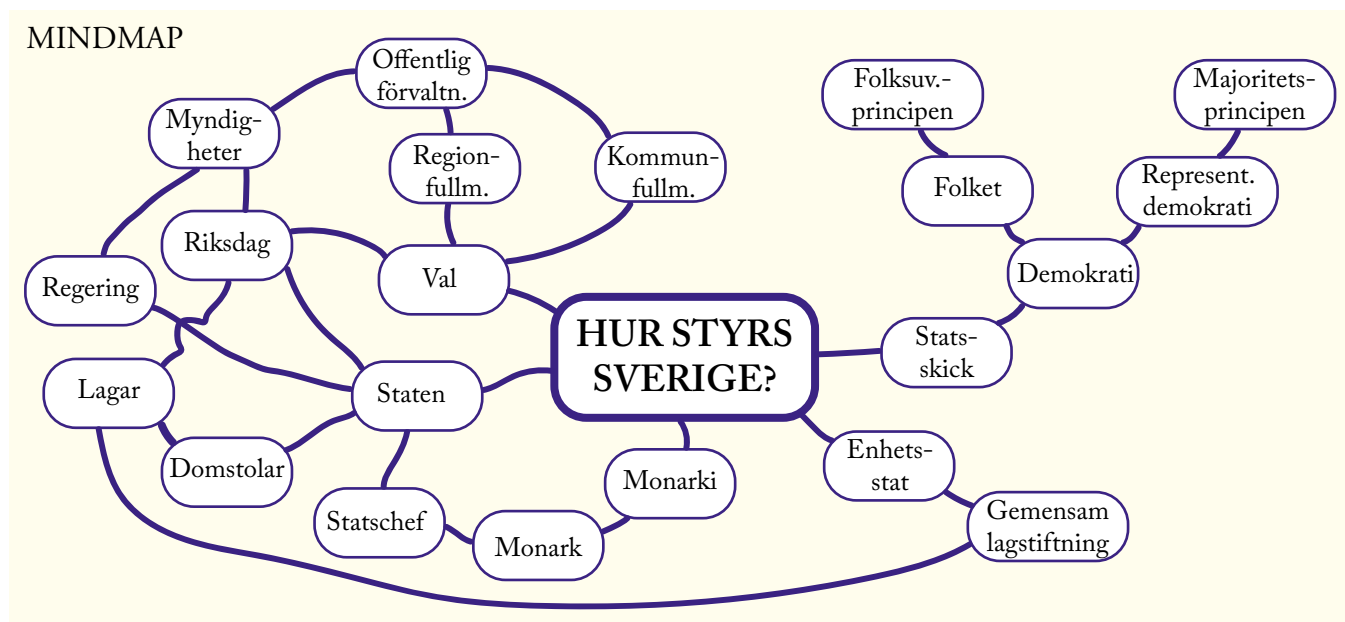 MINDMAP
Offentlig
förvaltn.
Folksuv.-
principen
Majoritets-
principen
Myndig-
heter
Region-
fullm.
Kommun-
fullm.
Folket
Represent.
demokrati
Riksdag
Val
Demokrati
Regering
HUR STYRS
SVERIGE?
Stats-
skick
Lagar
Staten
Enhets-
stat
Domstolar
Monarki
Statschef
Monark
Gemensam
lagstiftning